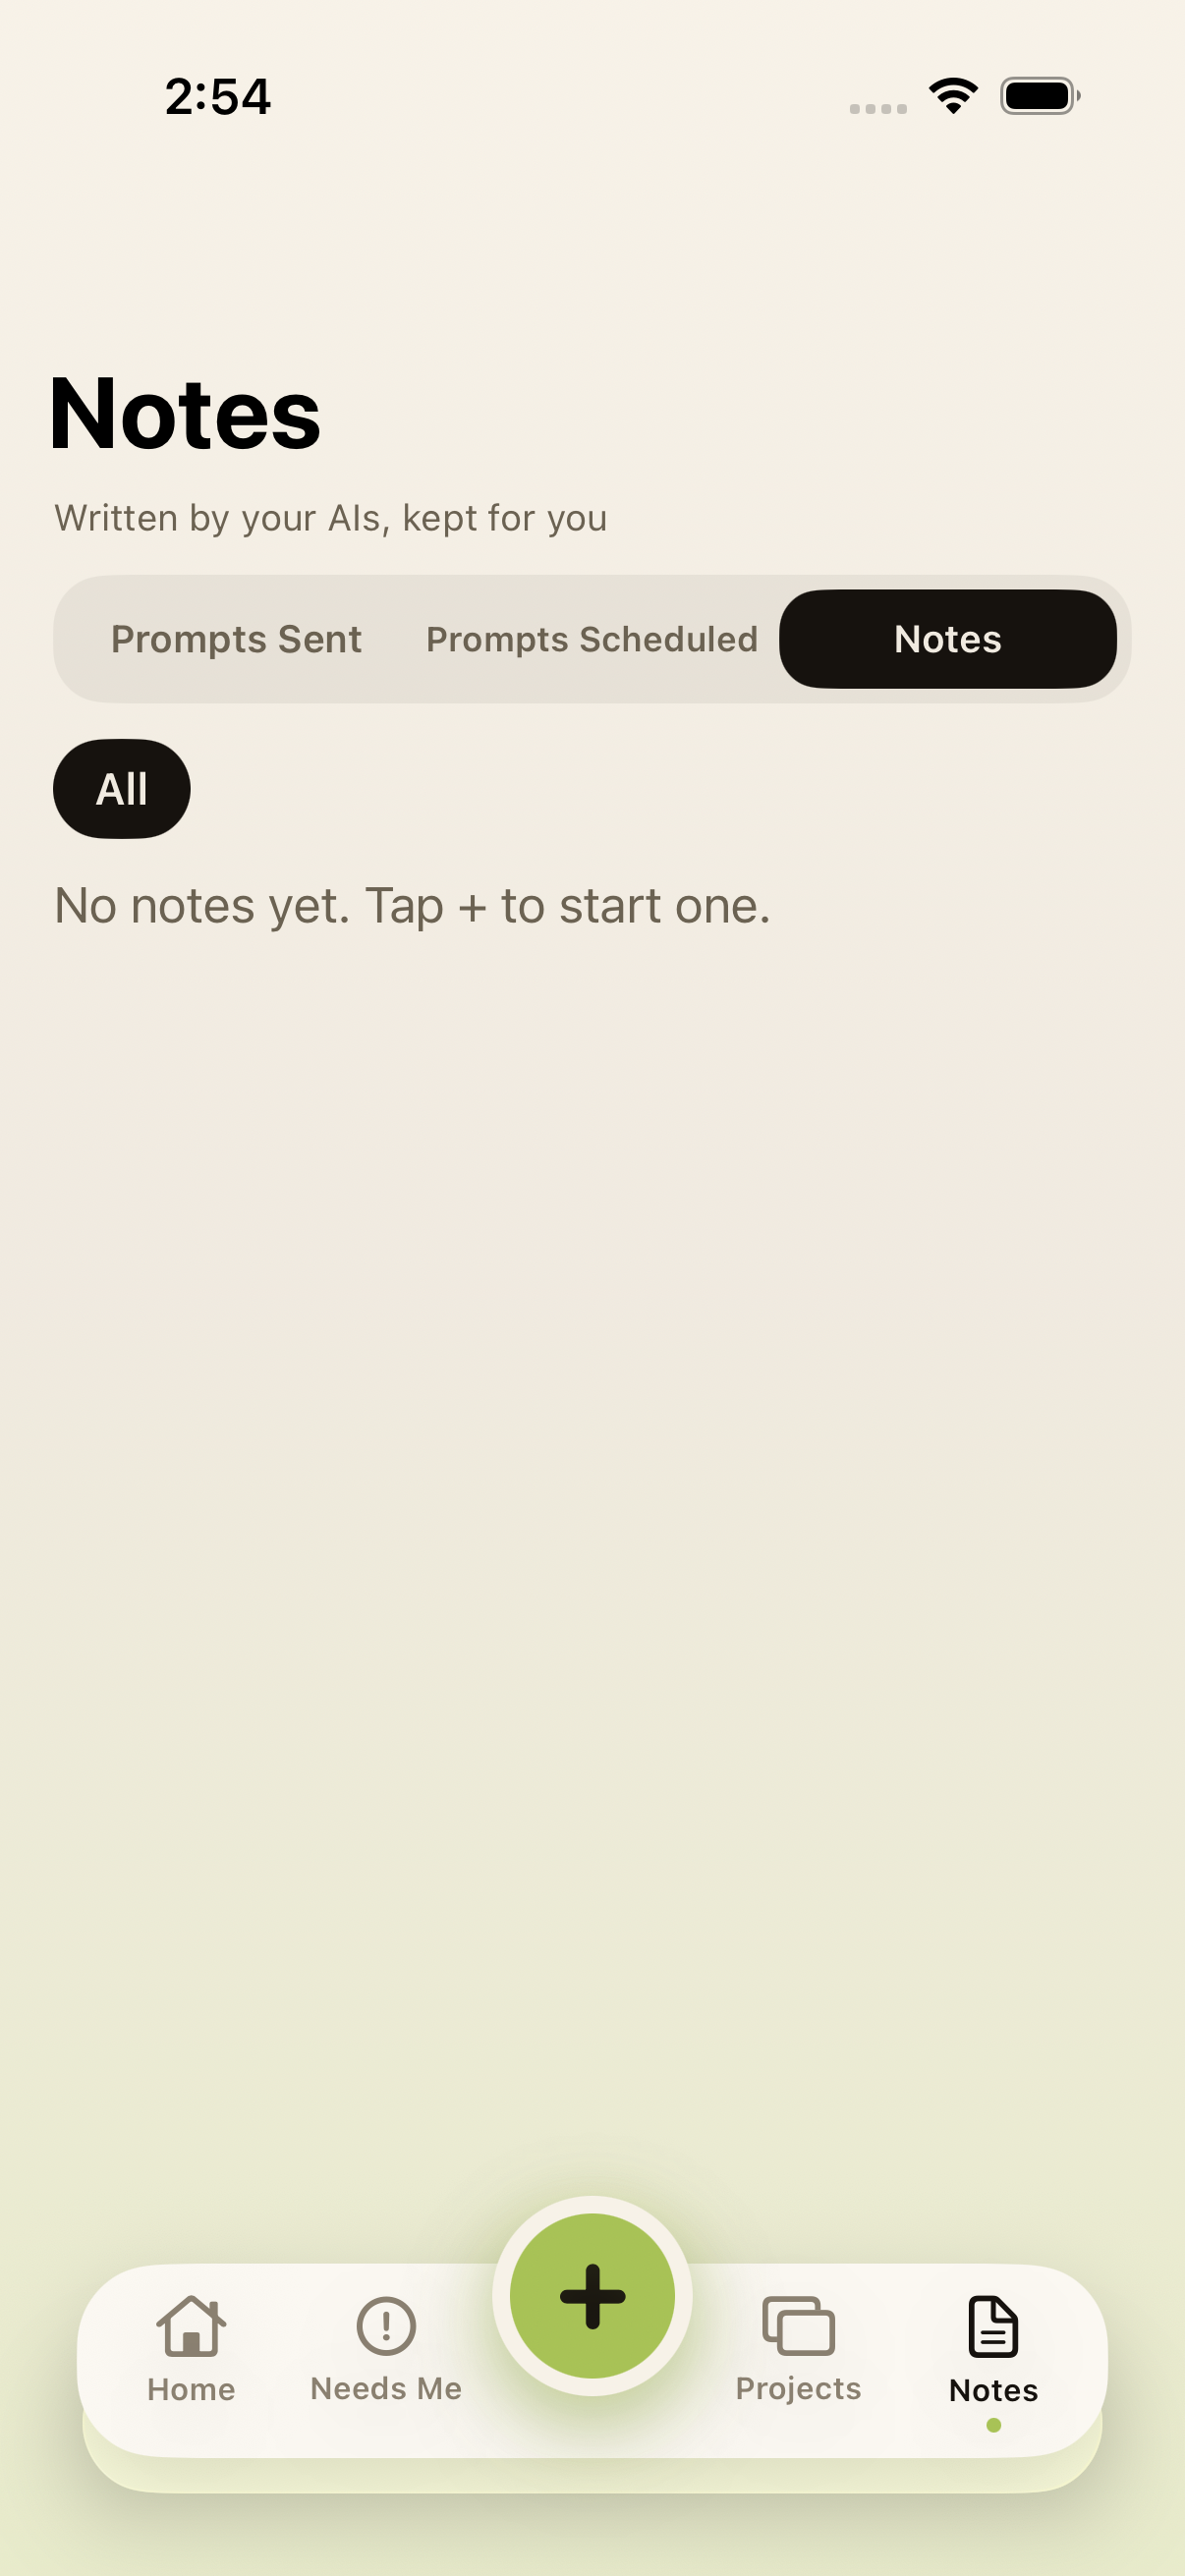 2:54
Notes
Written by your AIs, kept for you
Prompts Sent Prompts Scheduled Notes
All
No notes yet. Tap + to start one.
Home Needs Me Projects Notes